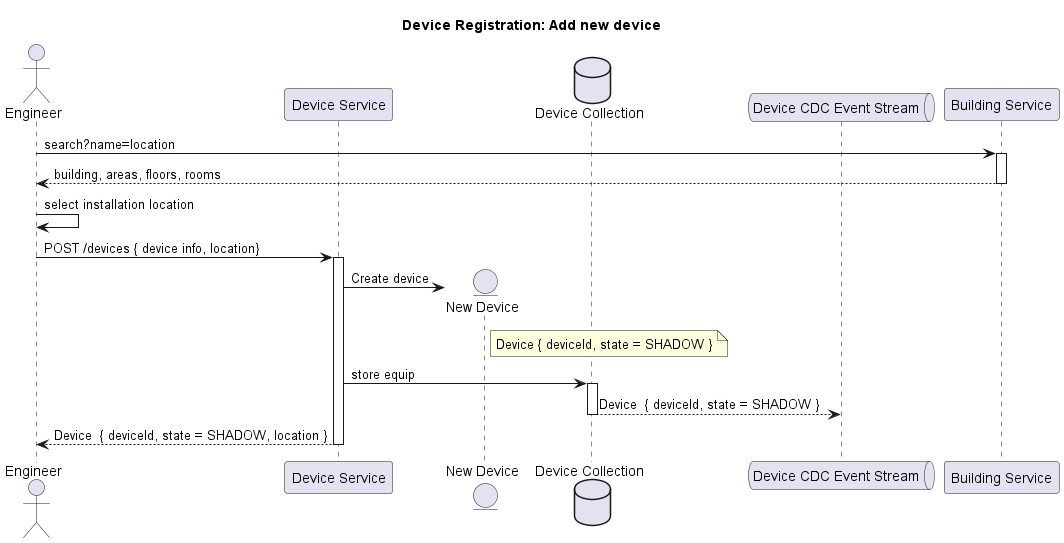 Device Registration: Add new device
Engineer
Device Service
Device Collection
Device CDC Event Stream
Building Service
search?name=location
building, areas, floors, rooms
select installation location
POST /devices { device info, location}
Create device
New Device
Device { deviceId, state = SHADOW }
store equip
Device  { deviceId, state = SHADOW }
Device  { deviceId, state = SHADOW, location }
Engineer
Device Service
New Device
Device Collection
Device CDC Event Stream
Building Service